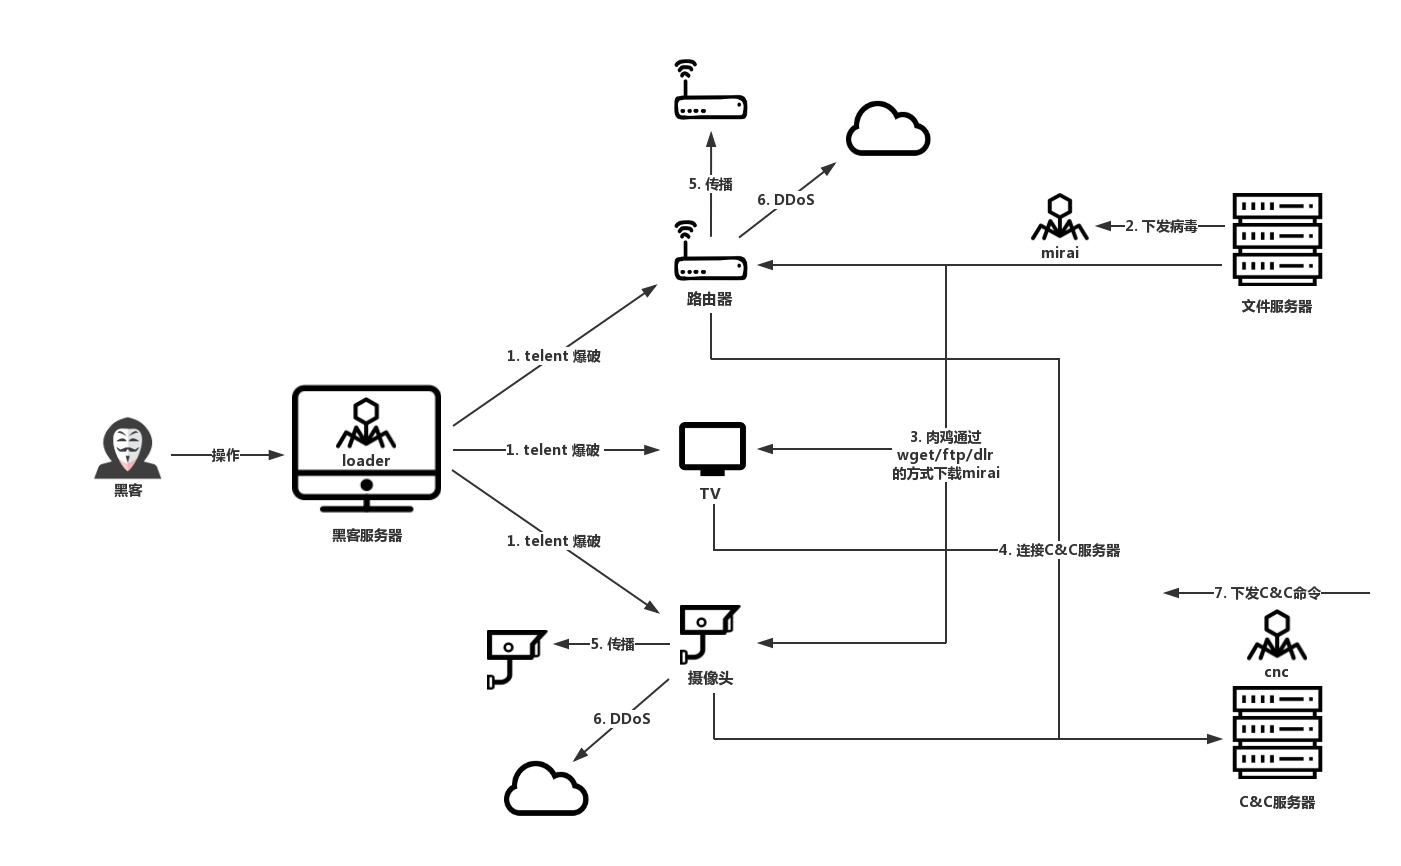 5. 传播
6. DDoS
2. 下发病毒
mirai
路由器
文件服务器
1. telent 爆破
操作
loader
黑客
黑客服务器
1. telent 爆破
TV
3. 肉鸡通过
wget/ftp/dlr
的方式下载mirai
1. telent 爆破
4. 连接C&C服务器
7. 下发C&C命令
5. 传播
摄像头
cnc
6. DDoS
C&C服务器